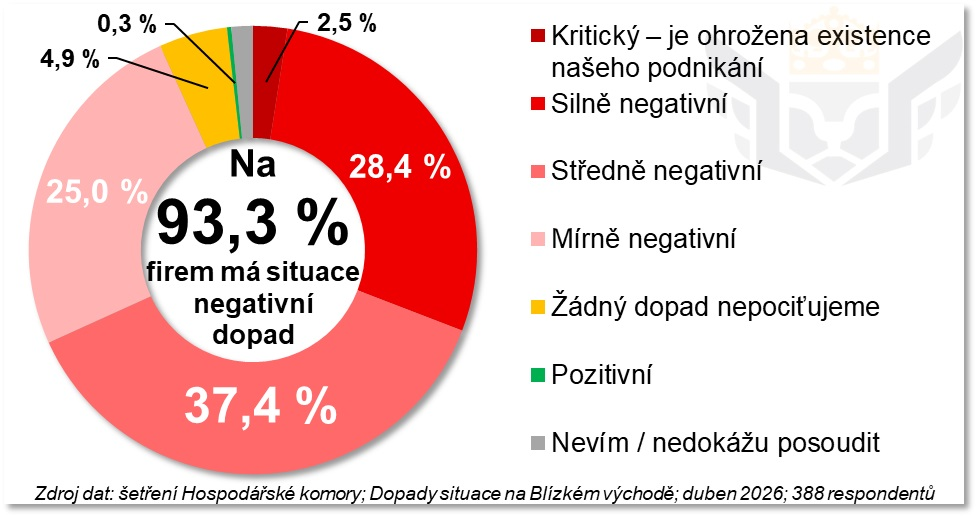 0,3 %
2,5 %
4,9 %
28,4 %
25,0 %
37,4 %
Na
93,3 %
firem má situace
negativní
dopad
Kritický – je ohrožena existence
našeho podnikání
Silně negativní
Středně negativní
Mírně negativní
Žádný dopad nepociťujeme
Pozitivní
Nevím / nedokážu posoudit
Zdroj dat: šetření Hospodářské komory; Dopady situace na Blízkém východě; duben 2026; 388 respondentů